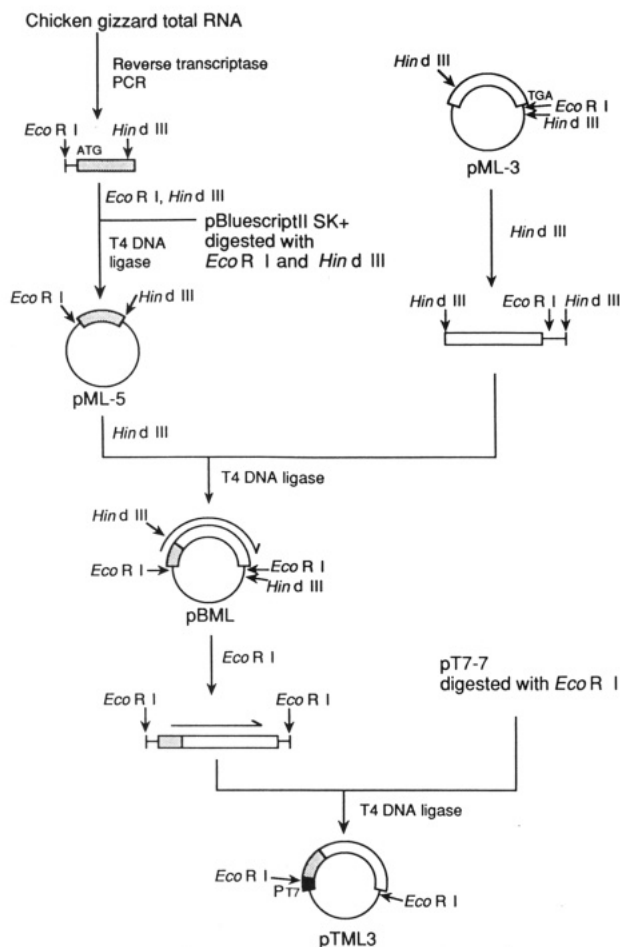 Chicken gizzard total RNA
Reverse transcriptase
PCR
Eco R I
Hin d III
ATG
Eco R I, Hin d III
pBluescriptII SK+
digested with
Eco R I and Hin d III
T4 DNA
ligase
Eco R I
Hin d III
pML-5
Hin d III
Hin d III
TGA
Eco R I
Hin d III
pML-3
Hin d III
Hin d III
Eco R I
Hin d III
T4 DNA ligase
Hin d III
Eco R I
Eco R I
Hin d III
pBML
Eco R I
pT7-7
digested with Eco R I
Eco R I
Eco R I
T4 DNA ligase
Eco R I
PT7
Eco R I
pTML3